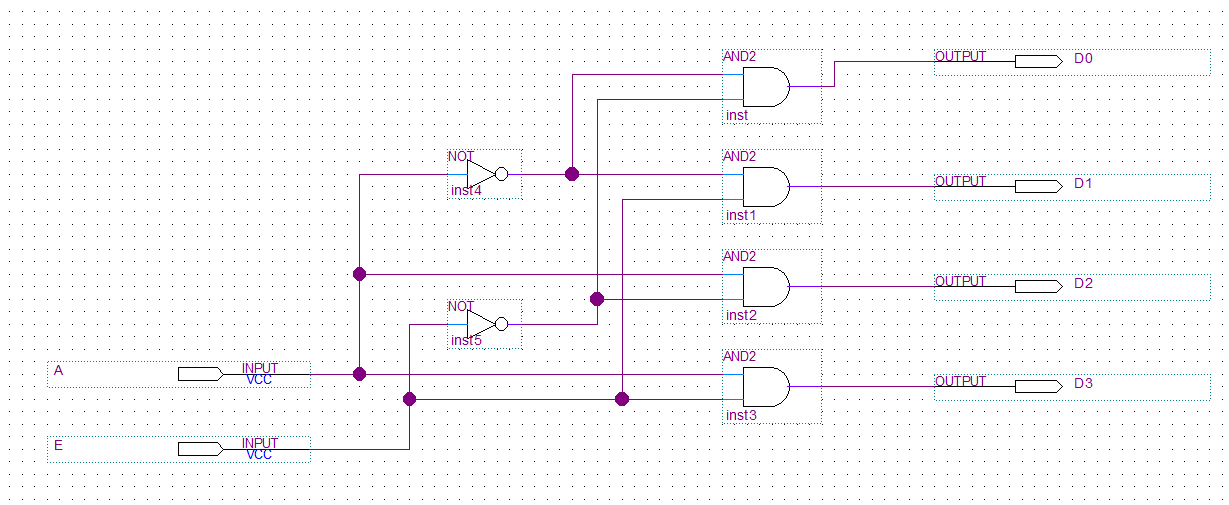 AND2
inst
OUTPUT
D0
NOT
inst4
AND2
inst1
OUTPUT
D1
AND2
inst2
OUTPUT
D2
NOT
inst5
AND2
inst3
OUTPUT
D3
A
INPUT
VCC
E
INPUT
VCC